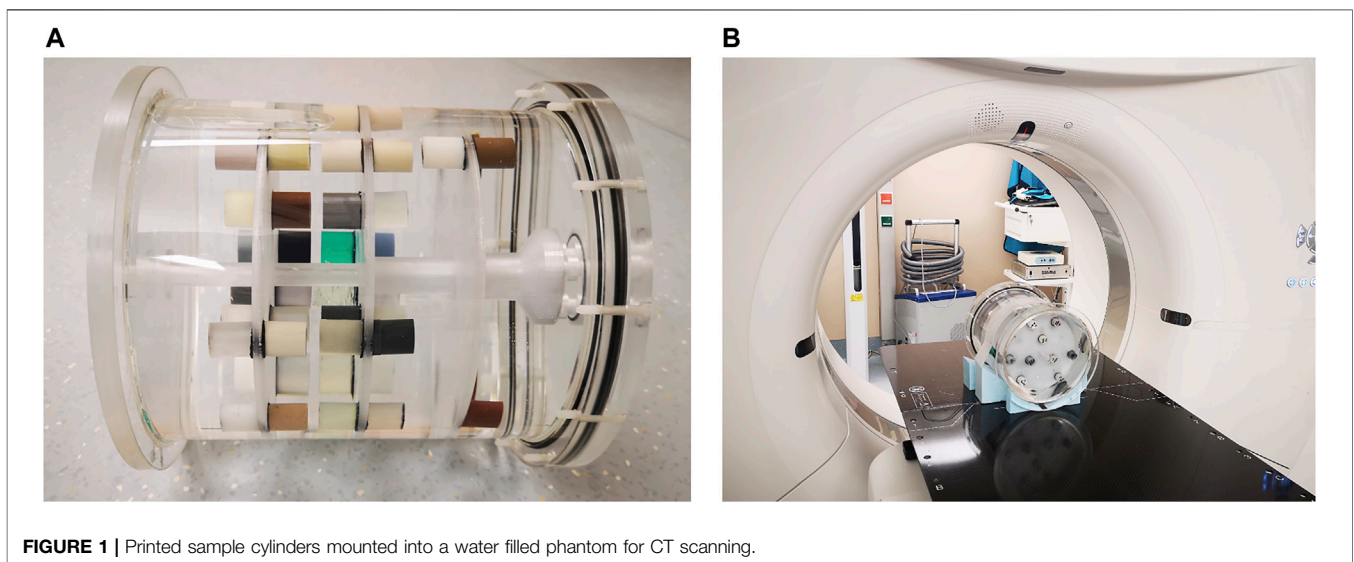 A
B
FIGURE 1 | Printed sample cylinders mounted into a water filled phantom for CT scanning.